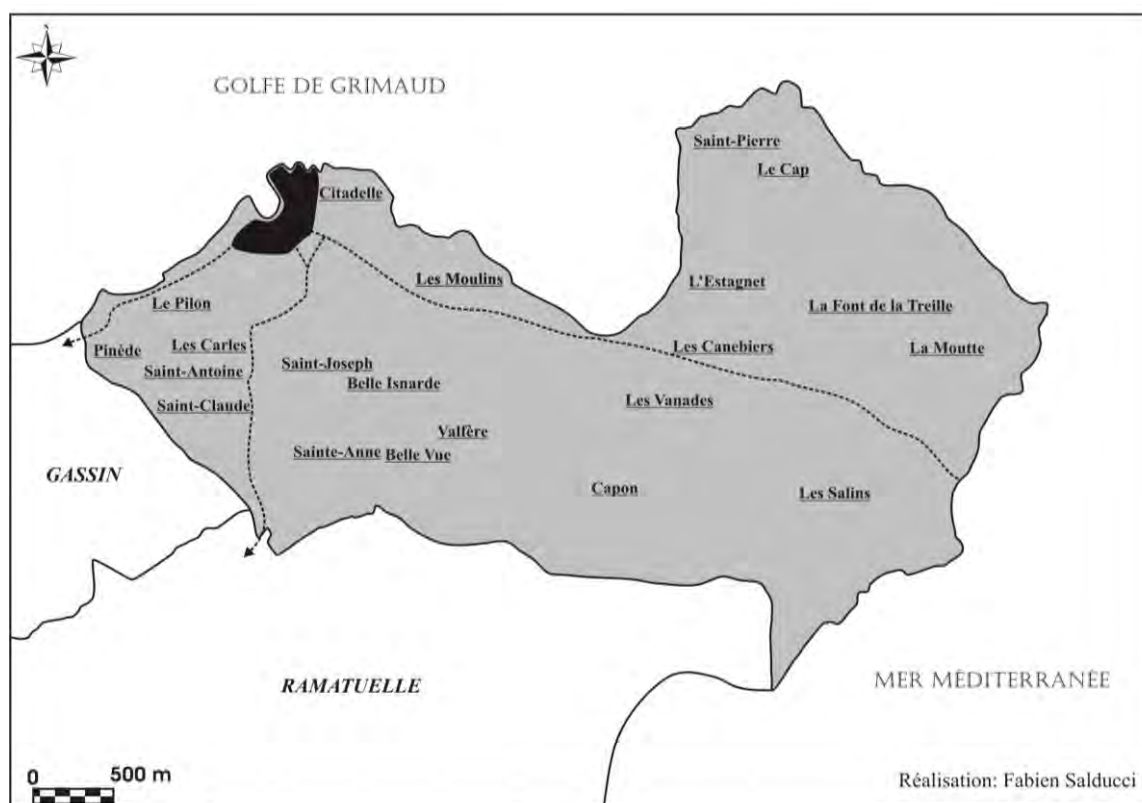 N
GOLFE DE GRIMAUD
Saint-Pierre
Le Cap
Citadelle
Les Moulins
L'Estagnet
Le Pilon
La Font de la Treille
Pinède
Les Carles
Les Canebiers
La Moutte
Saint-Antoine
Saint-Joseph
Belle Isnarde
Saint-Claude
Les Vanades
Valfère
Sainte-Anne
Belle Vue
GASSIN
Capon
Les Salins
RAMATUELLE
MER MÉDITERRANÉE
0 500 m
Réalisation: Fabien Salducci